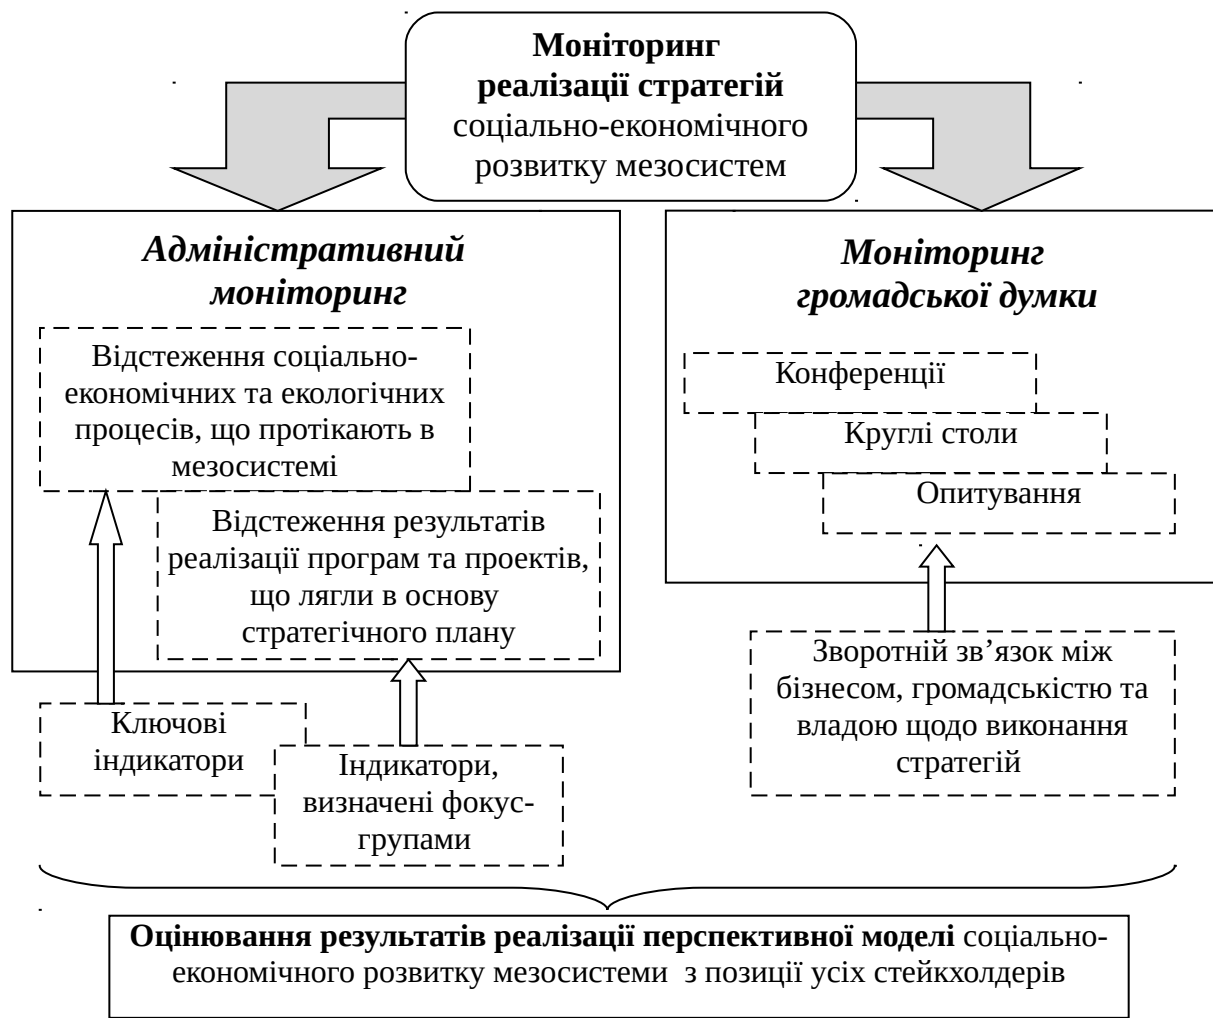 Моніторинг
реалізації стратегій
соціально-економічного
розвитку мезосистем
Адміністративний
моніторинг
Відстеження соціально-
економічних та екологічних
процесів, що протікають в
мезосистемі
Відстеження результатів
реалізації програм та проектів,
що лягли в основу
стратегічного плану
Ключові
індикатори
Індикатори,
визначені фокус-
групами
Моніторинг
громадської думки
Конференції
Круглі столи
Опитування
Зворотній зв’язок між
бізнесом, громадськістю та
владою щодо виконання
стратегій
Оцінювання результатів реалізації перспективної моделі соціально-
економічного розвитку мезосистеми з позиції усіх стейкхолдерів